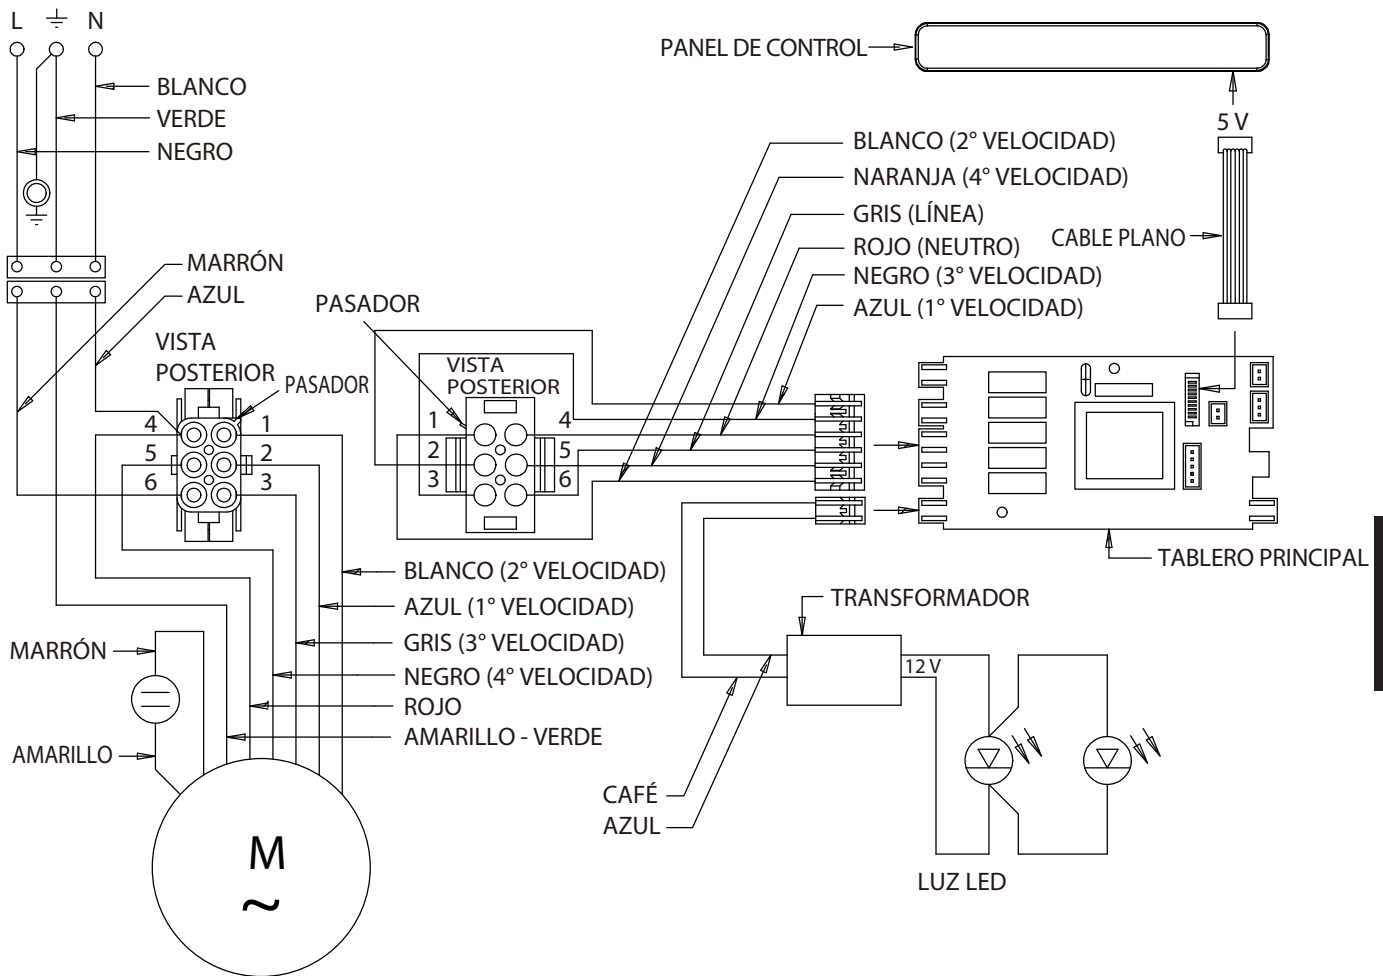 L N
BLANCO
VERDE
NEGRO
MARRÓN
AZUL
VISTA
POSTERIOR
PASADOR
4 1
5 2
6 3
PASADOR
VISTA
POSTERIOR
1 4
2 5
3 6
PANEL DE CONTROL
5 V
CABLE PLANO
BLANCO (2° VELOCIDAD)
NARANJA (4° VELOCIDAD)
GRIS (LÍNEA)
ROJO (NEUTRO)
NEGRO (3° VELOCIDAD)
AZUL (1° VELOCIDAD)
TABLERO PRINCIPAL
BLANCO (2° VELOCIDAD)
AZUL (1° VELOCIDAD)
GRIS (3° VELOCIDAD)
NEGRO (4° VELOCIDAD)
ROJO
AMARILLO - VERDE
MARRÓN
AMARILLO
M
~
TRANSFORMADOR
12 V
CAFÉ
AZUL
LUZ LED